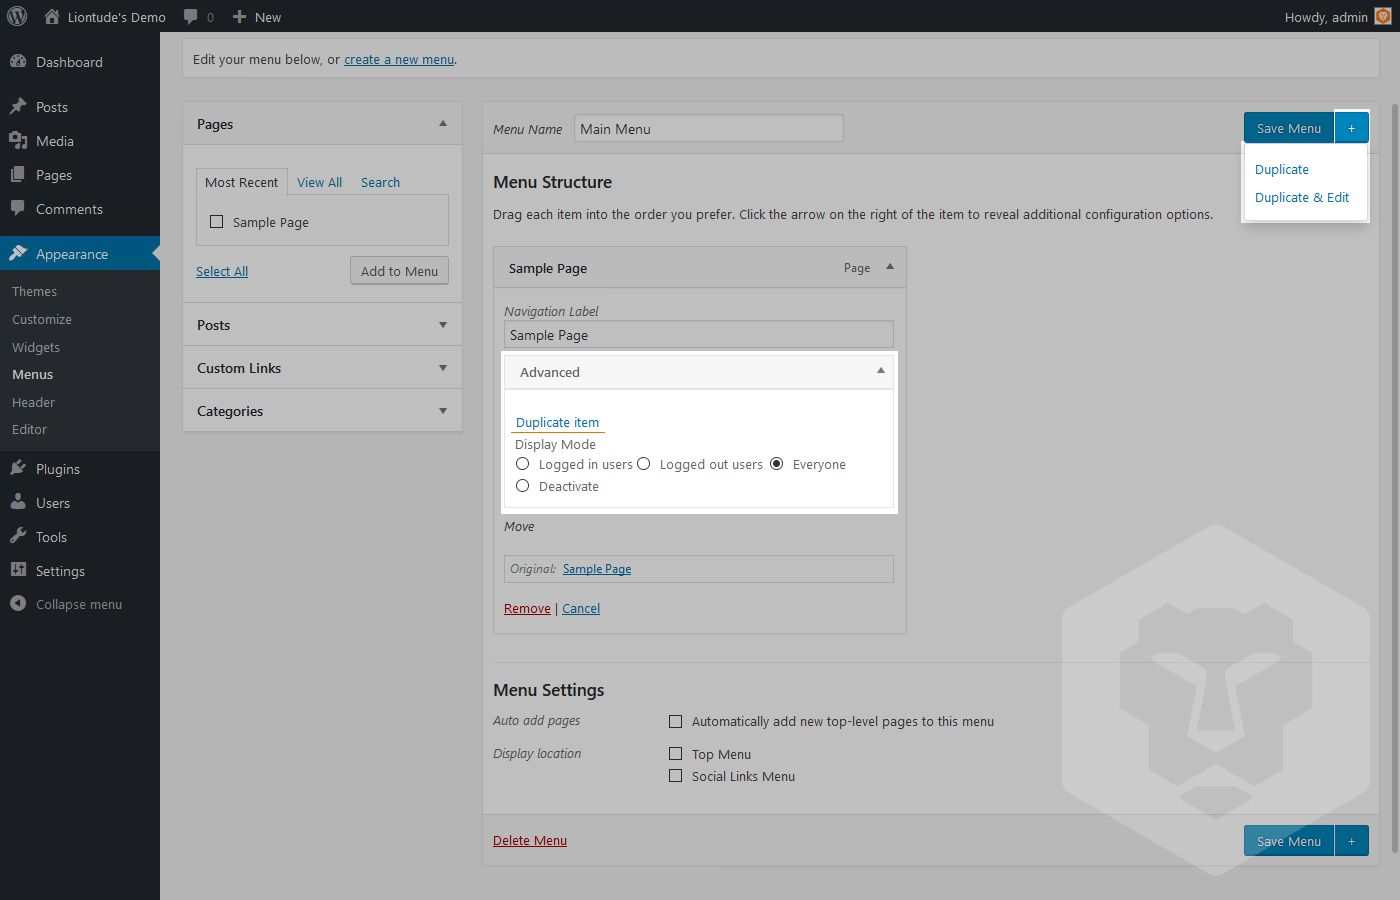 Liontude's Demo 0 + New Howdy, admin
Dashboard
Posts
Media
Pages
Comments
Appearance
Themes
Customize
Widgets
Menus
Header
Editor
Plugins
Users
Tools
Settings
Collapse menu
Edit your menu below, or create a new menu.
Pages
Most Recent View All Search
Sample Page
Select All Add to Menu
Posts
Custom Links
Categories
Menu Name Main Menu Save Menu +
Duplicate
Duplicate & Edit
Menu Structure
Drag each item into the order you prefer. Click the arrow on the right of the item to reveal additional configuration options.
Sample Page Page
Navigation Label
Sample Page
Advanced
Duplicate item
Display Mode
Logged in users Logged out users Everyone
Deactivate
Move
Original: Sample Page
Remove | Cancel
Menu Settings
Auto add pages Automatically add new top-level pages to this menu
Display location Top Menu
Social Links Menu
Delete Menu Save Menu +